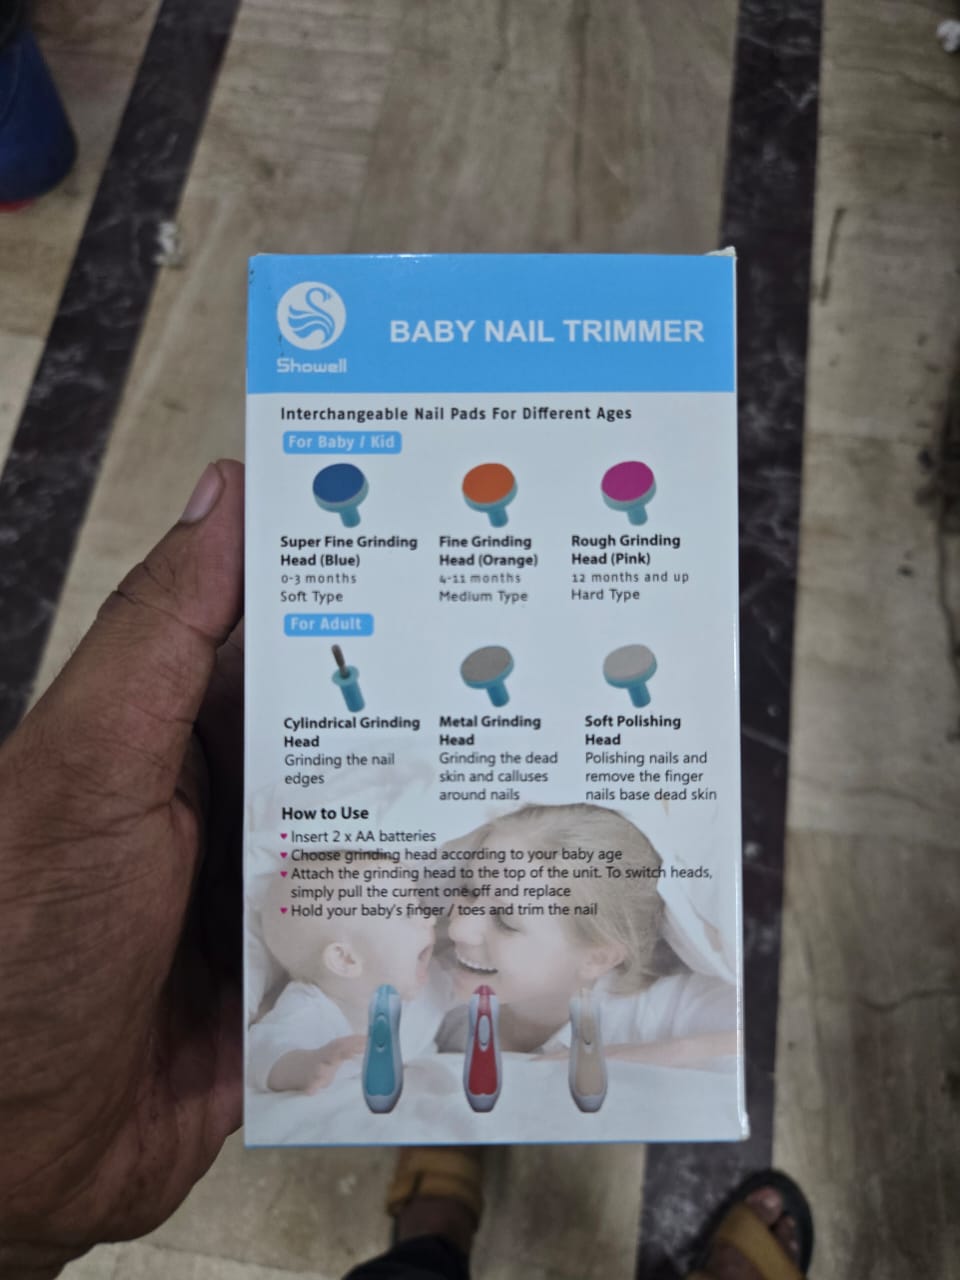 Showell
BABY NAIL TRIMMER
Interchangeable Nail Pads For Different Ages
For Baby / Kid
Super Fine Grinding
Head (Blue)
0-3 months
Soft Type
Fine Grinding
Head (Orange)
4-11 months
Medium Type
Rough Grinding
Head (Pink)
12 months and up
Hard Type
For Adult
Cylindrical Grinding
Head
Grinding the nail
edges
Metal Grinding
Head
Grinding the dead
skin and calluses
around nails
Soft Polishing
Head
Polishing nails and
remove the finger
nails base dead skin
How to Use
♥ Insert 2 x AA batteries
♥ Choose grinding head according to your baby age
♥ Attach the grinding head to the top of the unit. To switch heads,
simply pull the current one off and replace
♥ Hold your baby's finger / toes and trim the nail